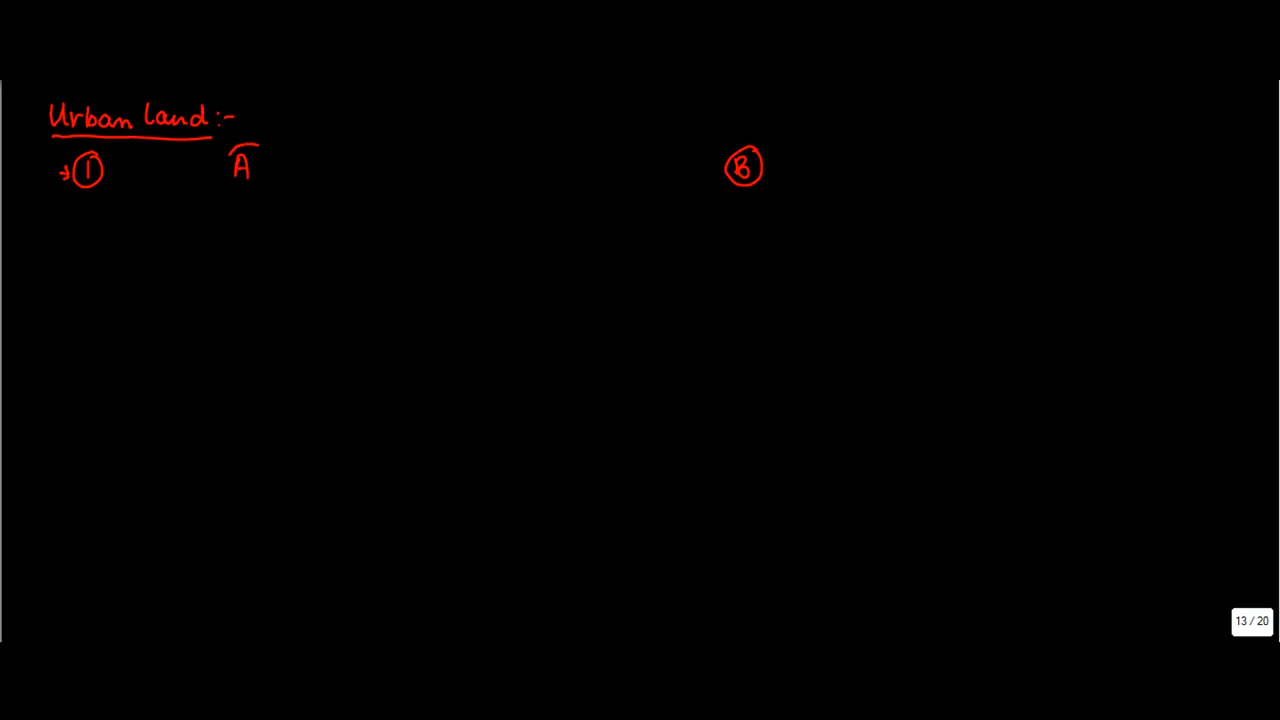 Urban land :-
→ ① A Ⓑ
13 / 20